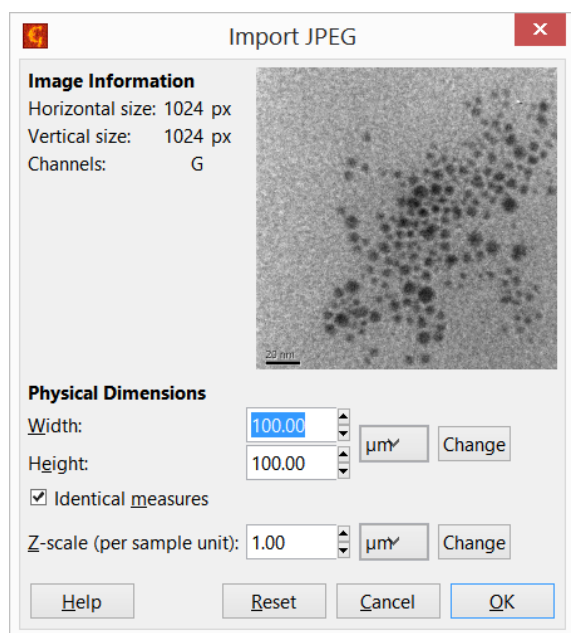 Import JPEG
Image Information
Horizontal size: 1024 px
Vertical size: 1024 px
Channels: G
20 nm
Physical Dimensions
Width: 100.00 µm Change
Height: 100.00
Identical measures
Z-scale (per sample unit): 1.00 µm Change
Help Reset Cancel OK